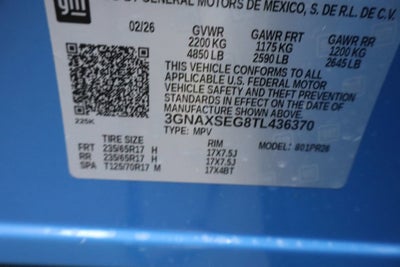 gm
BY GENERAL MOTORS DE MEXICO, S. DE R.L. DE C.V.
02/26 GVWR GAWR FRT GAWR RR
2200 KG 1175 KG 1200 KG
4850 LB 2590 LB 2645 LB
THIS VEHICLE CONFORMS TO ALL
APPLICABLE U.S. FEDERAL MOTOR
VEHICLE SAFETY AND THEFT
PREVENTION STANDARDS IN
EFFECT ON THE DATE OF
MANUFACTURE SHOWN ABOVE.
225K 3GNAXSEG8TL436370
TYPE: MPV
TIRE SIZE RIM 801PR26
FRT 235/65R17 H 17X7.5J
RR 235/65R17 H 17X7.5J
SPA T125/70R17 M 17X4BT